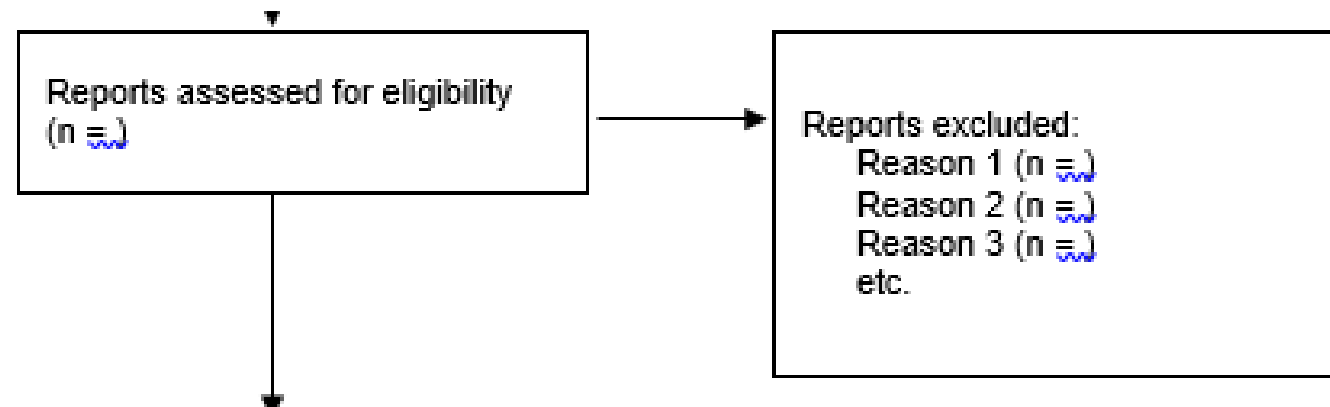 Reports assessed for eligibility
(n = )
Reports excluded:
Reason 1 (n = )
Reason 2 (n = )
Reason 3 (n = )
etc.